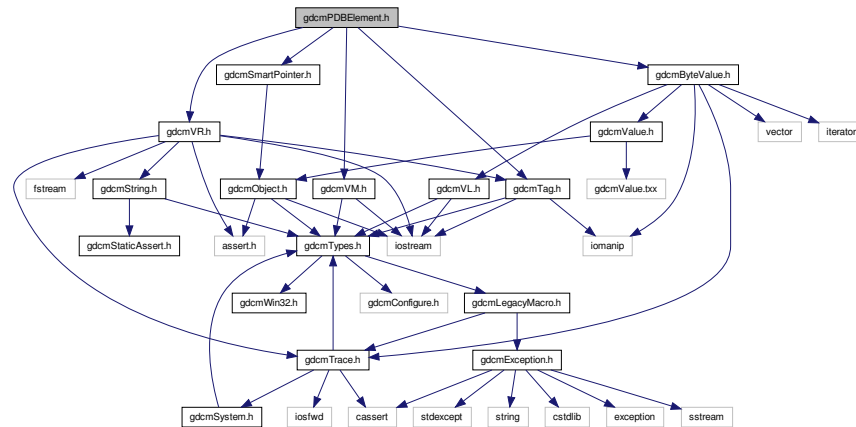 gdcmPDBElement.h
gdcmSmartPointer.h
gdcmByteValue.h
gdcmVR.h
gdcmValue.h
vector
iterator
fstream
gdcmString.h
gdcmObject.h
gdcmVM.h
gdcmVL.h
gdcmTag.h
gdcmValue.txx
gdcmStaticAssert.h
assert.h
gdcmTypes.h
iostream
iomanip
gdcmWin32.h
gdcmConfigure.h
gdcmLegacyMacro.h
gdcmTrace.h
gdcmException.h
gdcmSystem.h
iosfwd
cassert
stdexcept
string
cstdlib
exception
sstream